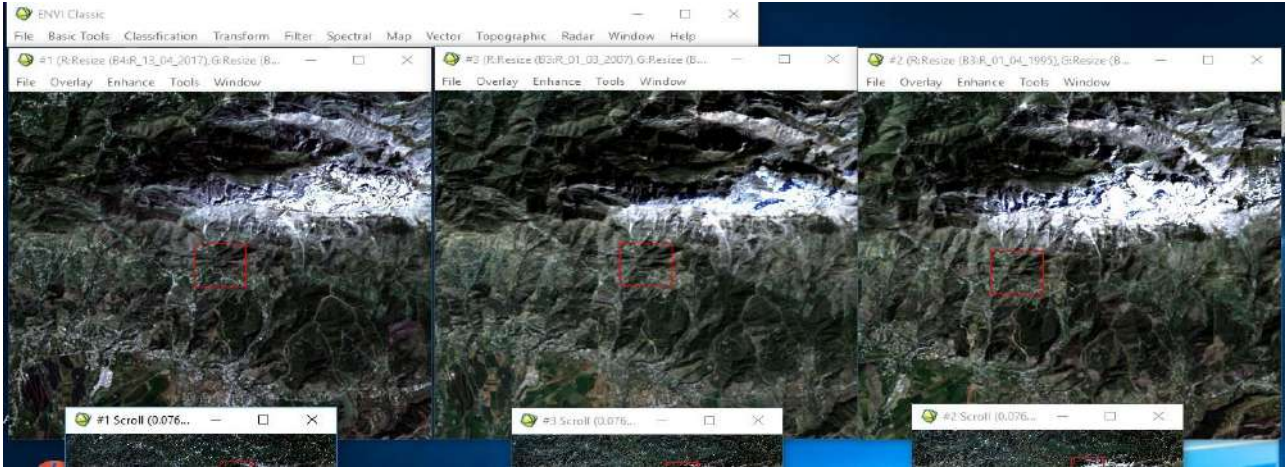 ENVI Classic
File Basic Tools Classification Transform Filter Spectral Map Vector Topographic Radar Window Help
#1 (R:Resize (B4:R_13_04_2017),G:Resize (B...
File Overlay Enhance Tools Window
#3 (R:Resize (B3:R_01_03_2007),G:Resize (B...
File Overlay Enhance Tools Window
#2 (R:Resize (B3:R_01_04_1995),G:Resize (B...
File Overlay Enhance Tools Window
#1 Scroll (0.076...
#3 Scroll (0.076...
#2 Scroll (0.076...